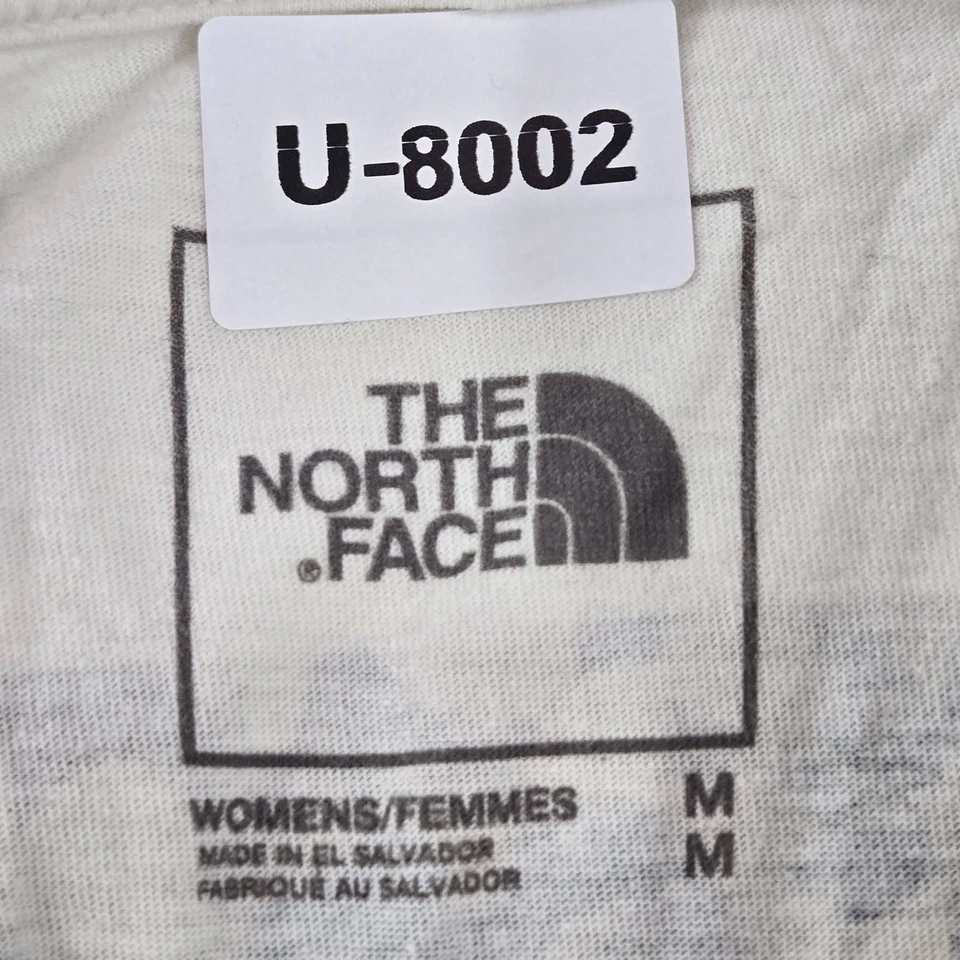 U-8002
THE
NORTH
®FACE
WOMENS/FEMMES M
MADE IN EL SALVADOR M
FABRIQUÉ AU SALVADOR